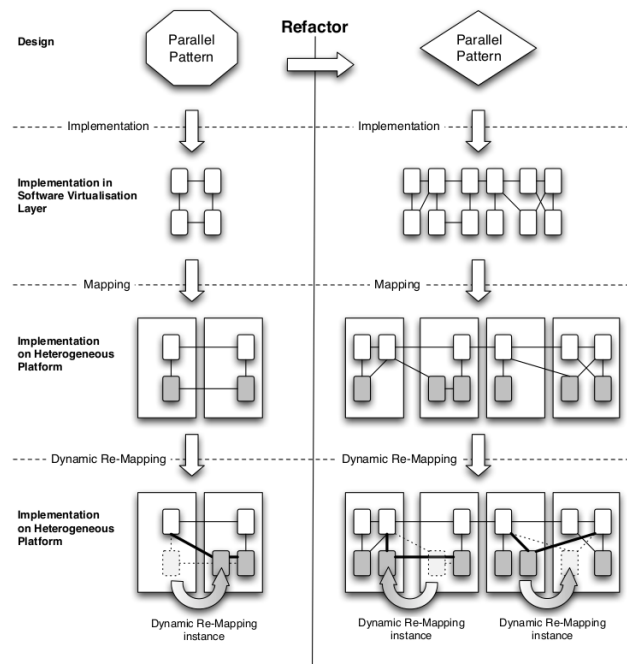 Refactor
Design
Parallel
Pattern
Parallel
Pattern
Implementation
Implementation
Implementation in
Software Virtualisation
Layer
Mapping
Mapping
Implementation
on Heterogeneous
Platform
Dynamic Re-Mapping
Dynamic Re-Mapping
Implementation
on Heterogeneous
Platform
Dynamic Re-Mapping
instance
Dynamic Re-Mapping
instance
Dynamic Re-Mapping
instance